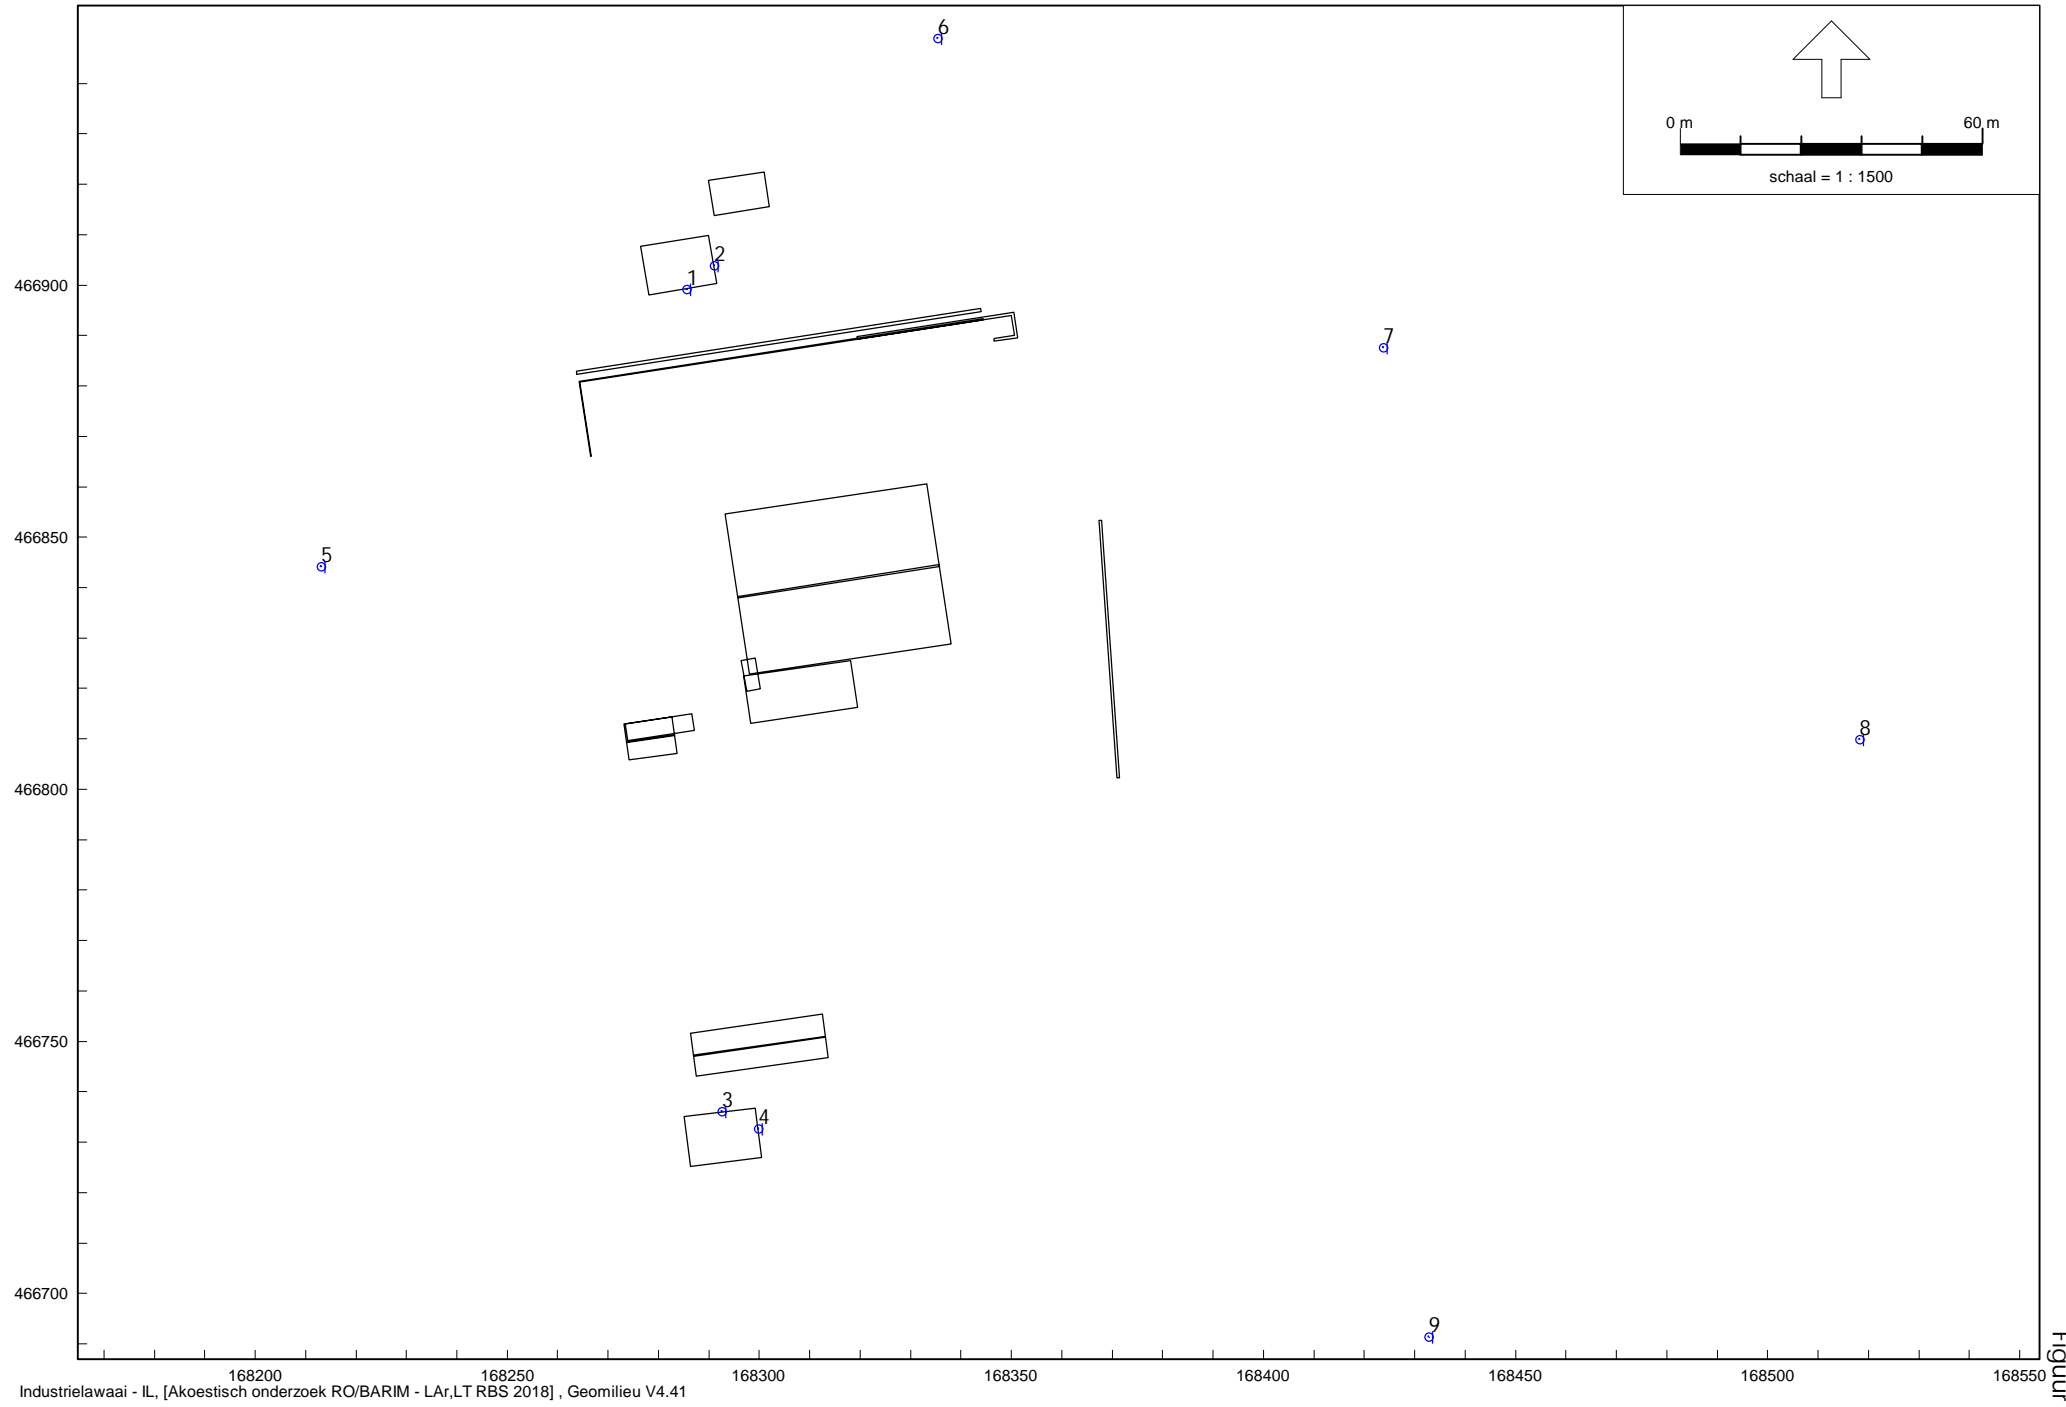 6
0 m 60 m
schaal = 1 : 1500
2
1
466900
7
466850
5
8
466800
466750
3
4
466700
9
168200 168250 168300 168350 168400 168450 168500 168550
Industrielawaai - IL, [Akoestisch onderzoek RO/BARIM - LAr,LT RBS 2018] , Geomilieu V4.41
Figuur